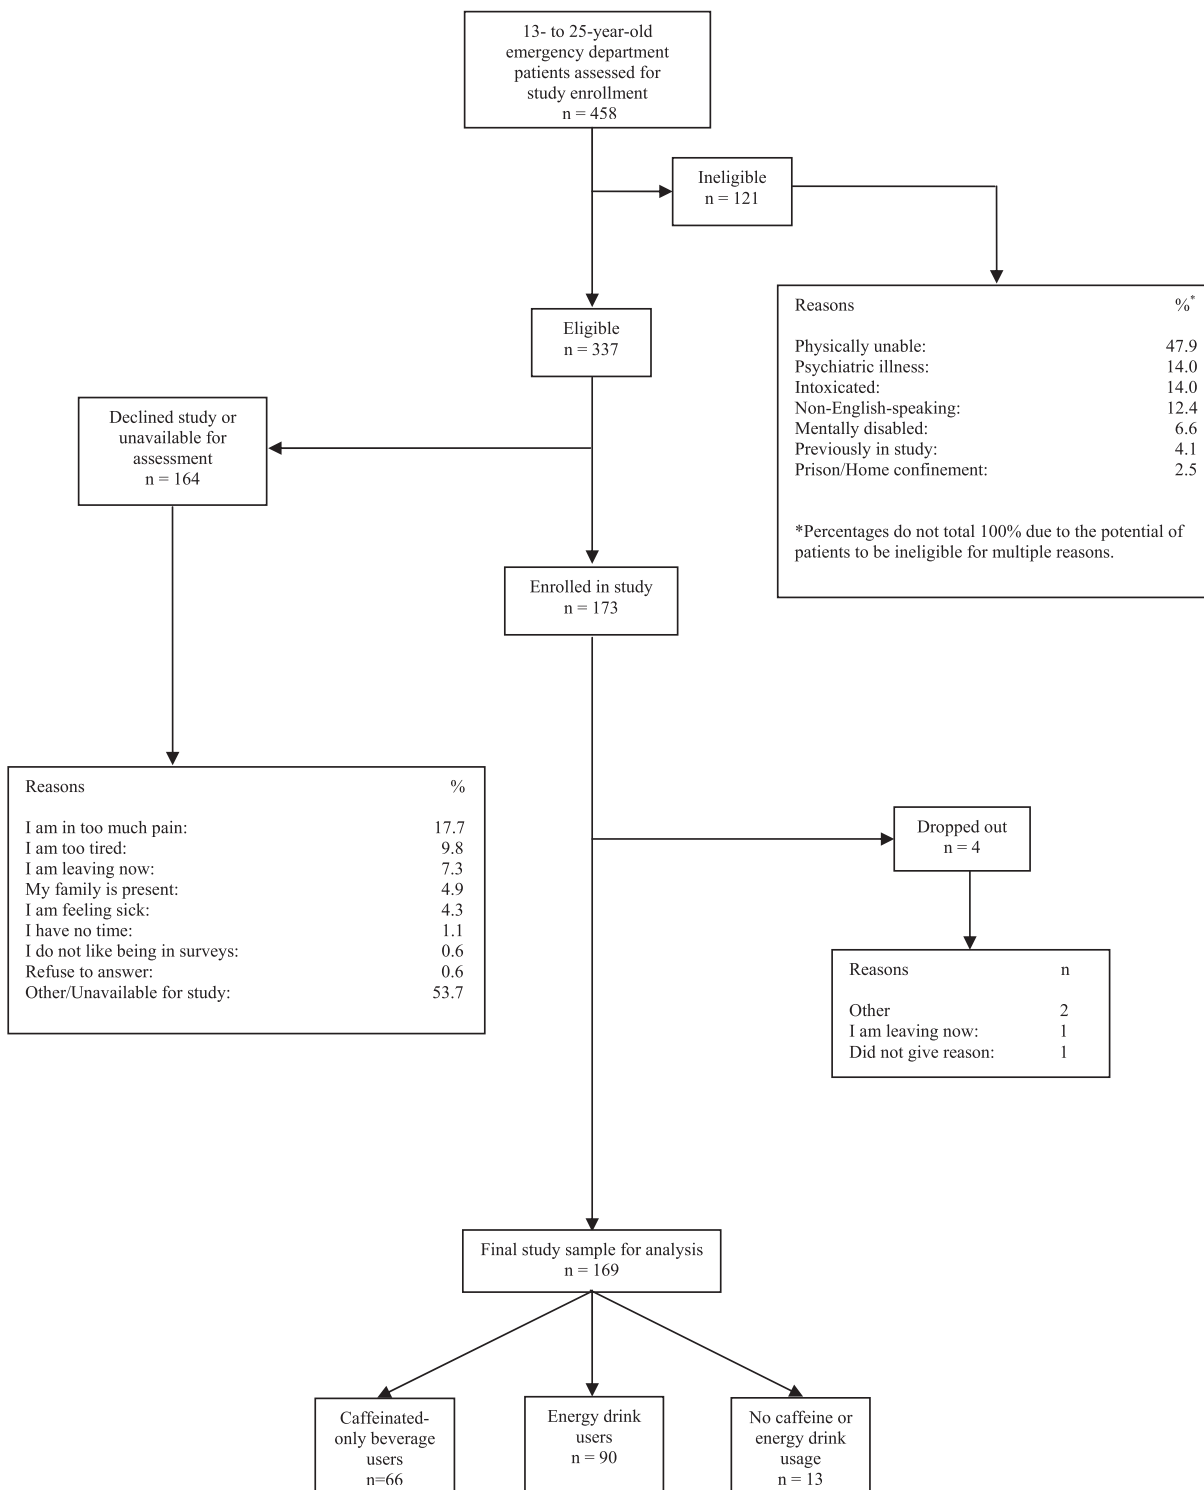 13- to 25-year-old
emergency department
patients assessed for
study enrollment
n = 458
Ineligible
n = 121
Reasons %*
Physically unable: 47.9
Psychiatric illness: 14.0
Intoxicated: 14.0
Non-English-speaking: 12.4
Mentally disabled: 6.6
Previously in study: 4.1
Prison/Home confinement: 2.5
*Percentages do not total 100% due to the potential of
patients to be ineligible for multiple reasons.
Eligible
n = 337
Declined study or
unavailable for
assessment
n = 164
Enrolled in study
n = 173
Reasons %
I am in too much pain: 17.7
I am too tired: 9.8
I am leaving now: 7.3
My family is present: 4.9
I am feeling sick: 4.3
I have no time: 1.1
I do not like being in surveys: 0.6
Refuse to answer: 0.6
Other/Unavailable for study: 53.7
Dropped out
n = 4
Reasons n
Other 2
I am leaving now: 1
Did not give reason: 1
Final study sample for analysis
n = 169
Caffeinated-
only beverage
users
n=66
Energy drink
users
n = 90
No caffeine or
energy drink
usage
n = 13